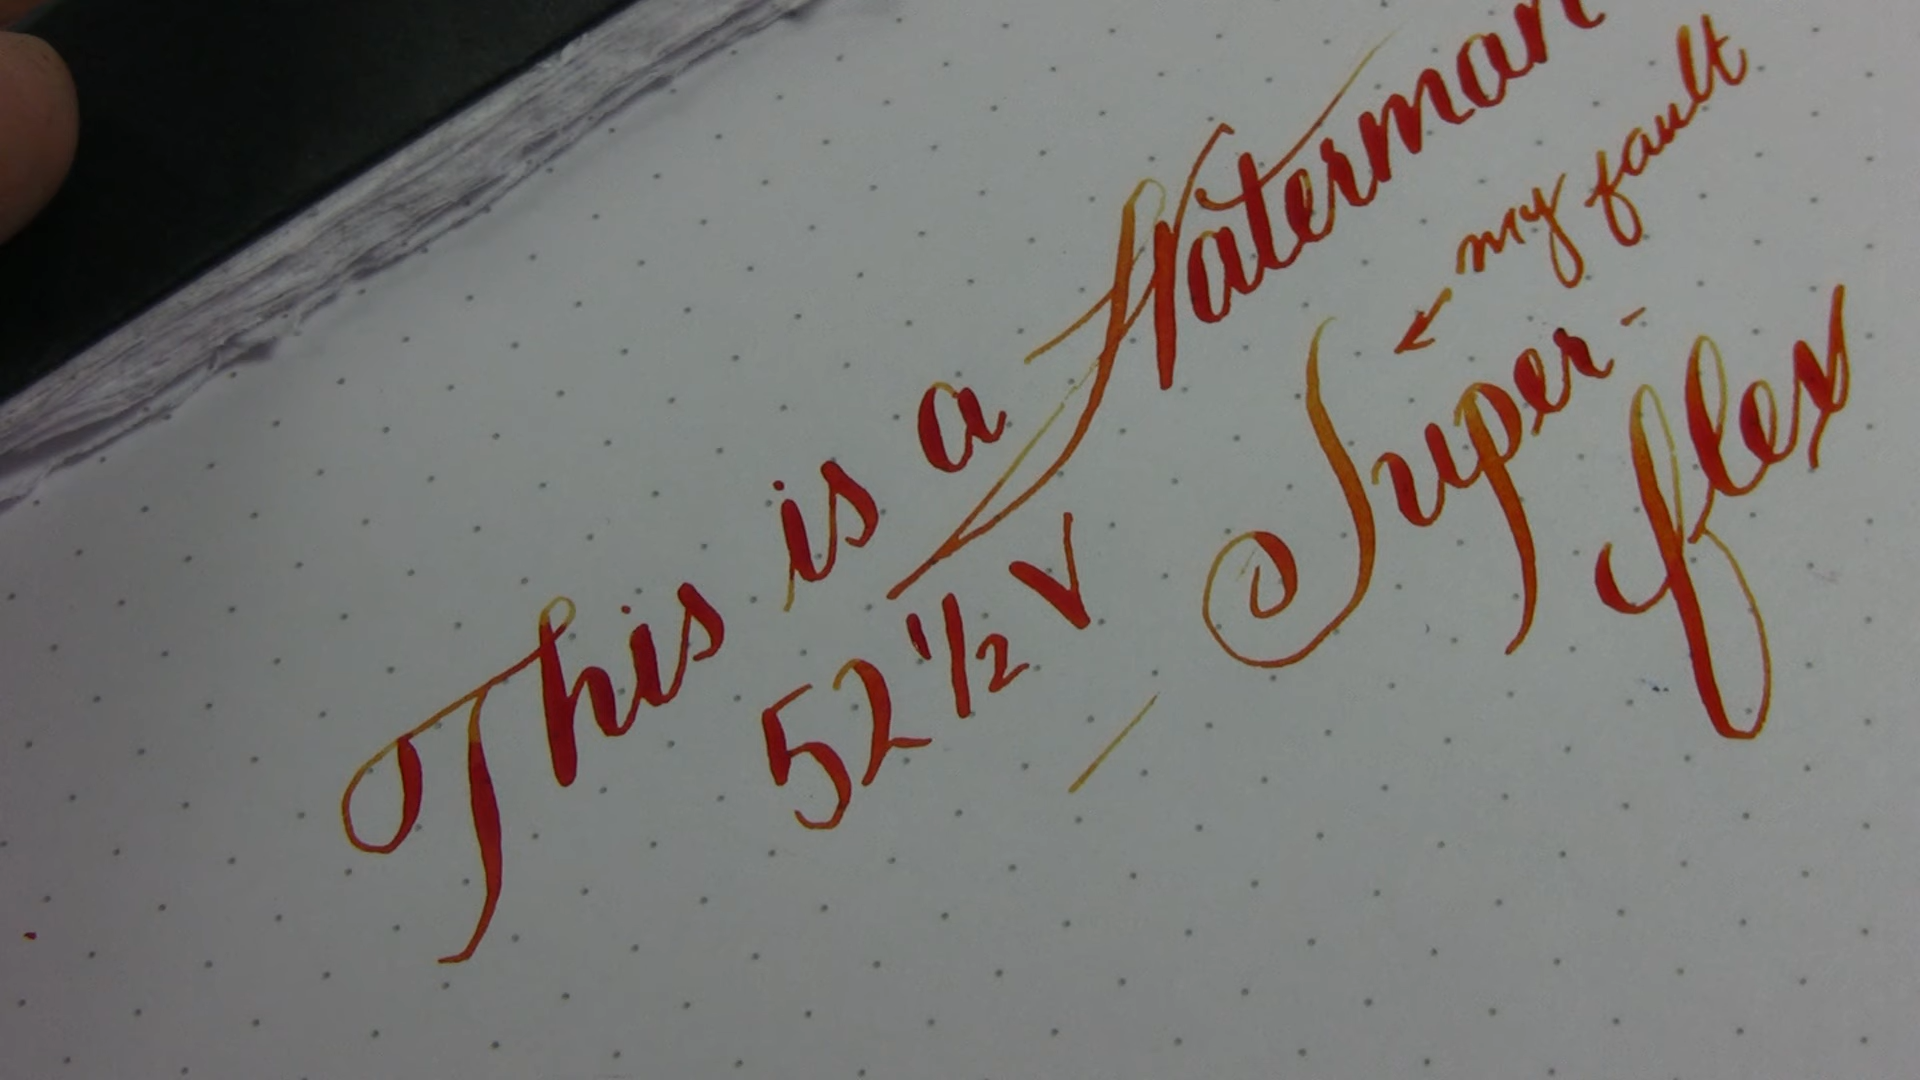 This is a Waterman
52 1/2 V Super-
flex
← my fault